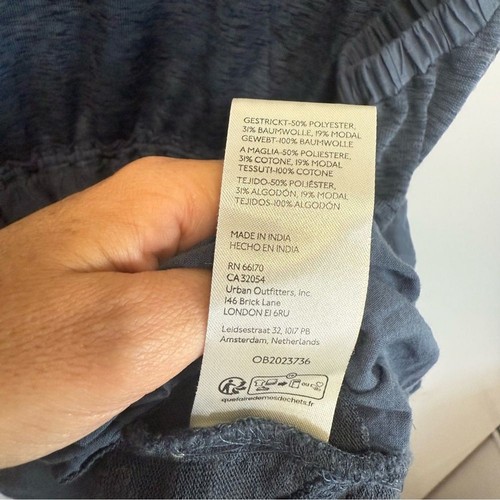 GESTRICKT-50% POLYESTER,
31% BAUMWOLLE, 19% MODAL
GEWEBT-100% BAUMWOLLE
A MAGLIA-50% POLIESTERE,
31% COTONE, 19% MODAL
TESSUTI-100% COTONE
TEJIDO-50% POLIÉSTER,
31% ALGODÓN, 19% MODAL
TEJIDOS-100% ALGODÓN
MADE IN INDIA
HECHO EN INDIA
RN 66170
CA 32054
Urban Outfitters, Inc.
146 Brick Lane
LONDON E1 6RU
Leidsestraat 32, 1017 PB
Amsterdam, Netherlands
OB2023736
OU
quefairedemesdechets.fr